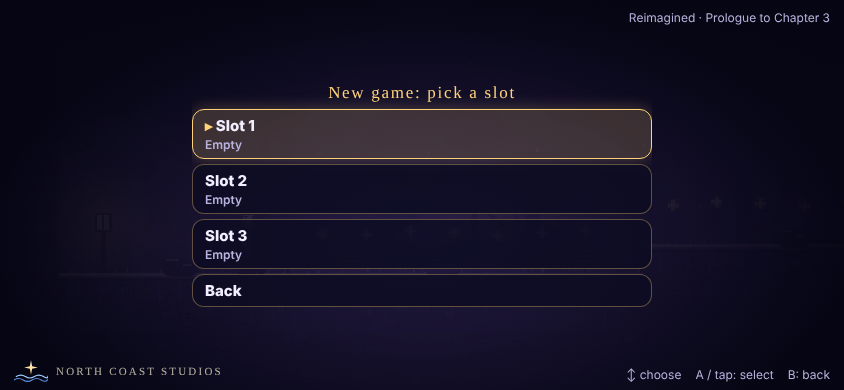 Reimagined · Prologue to Chapter 3
New game: pick a slot
▸ Slot 1
Empty
Slot 2
Empty
Slot 3
Empty
Back
NORTH COAST STUDIOS
↕ choose A / tap: select B: back